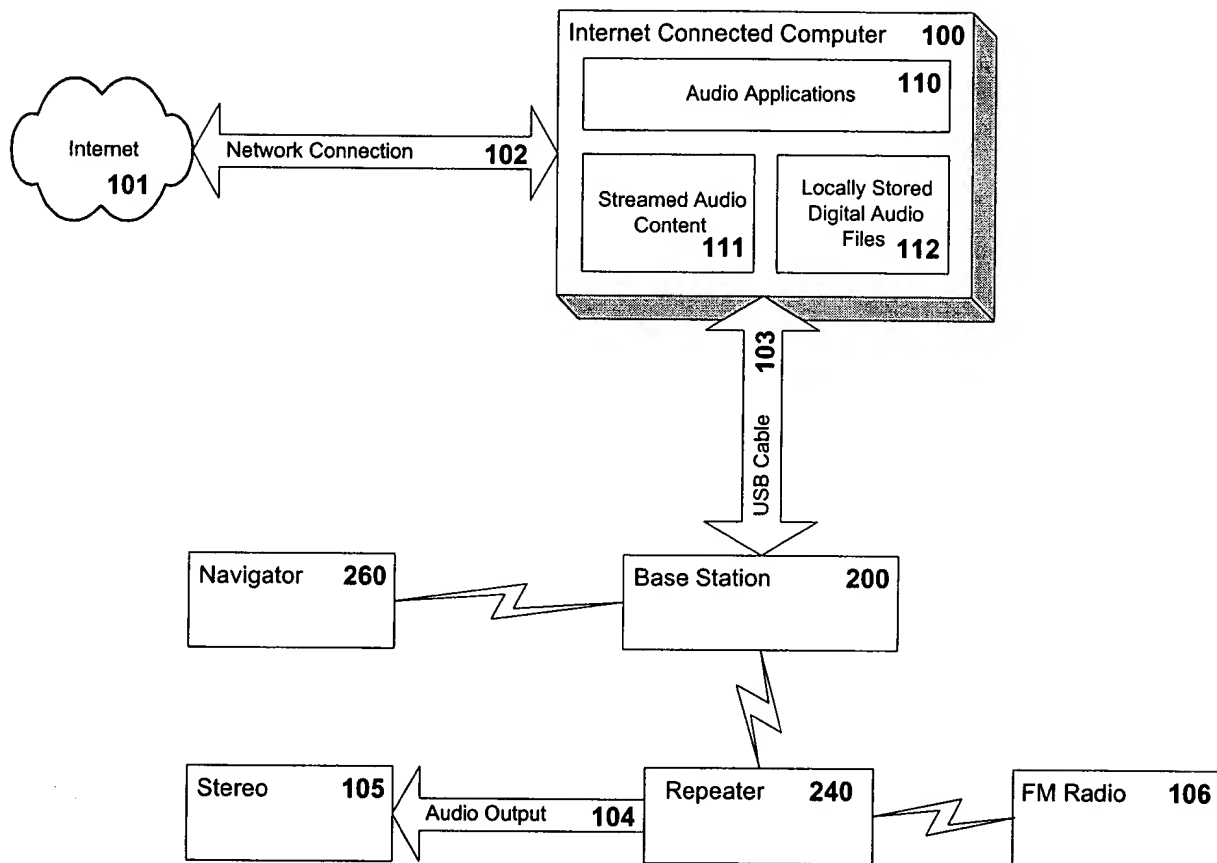 Internet Connected Computer 100
Audio Applications 110
Internet
101
Network Connection 102
Streamed Audio
Content
111
Locally Stored
Digital Audio
Files
112
103
USB Cable
Navigator 260
Base Station 200
Stereo 105
Audio Output 104
Repeater 240
FM Radio 106